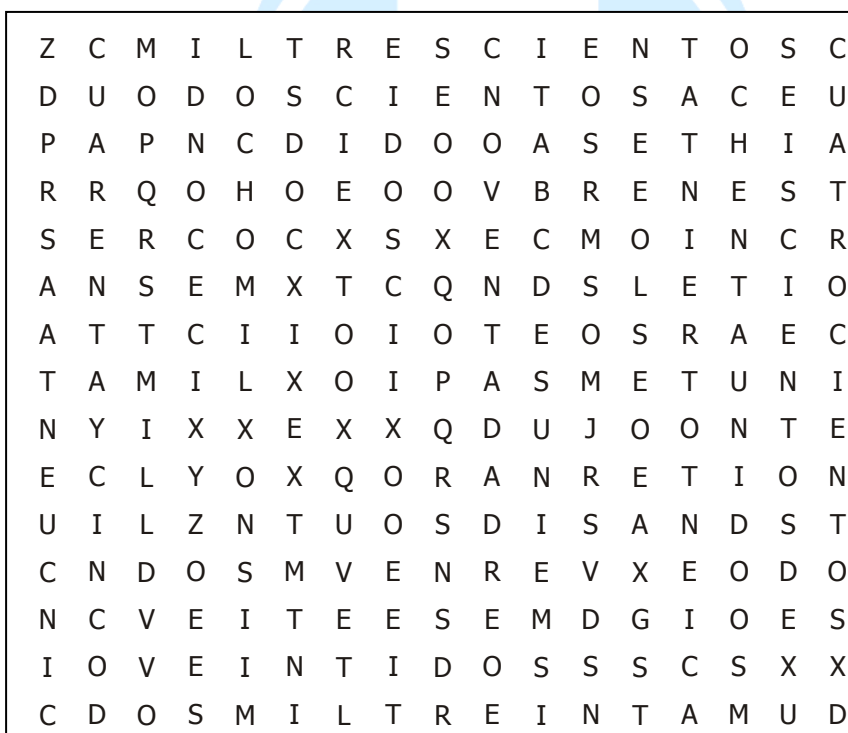 Z C M I L T R E S C I E N T O S C
D U O D O S C I E N T O S A C E U
P A P N C D I D O O A S E T H I A
R R Q O H O E O O V B R E N E S T
S E R C O C X S X E C M O I N C R
A N S E M X T C Q N D S L E T I O
A T T C I I O I O T E O S R A E C
T A M I L X O I P A S M E T U N I
N Y I X X E X X Q D U J O O N T E
E C L Y O X Q O R A N R E T I O N
U I L Z N T U O S D I S A N D S T
C N D O S M V E N R E V X E O D O
N C V E I T E E S E M D G I O E S
I O V E I N T I D O S S S C S X X
C D O S M I L T R E I N T A M U D